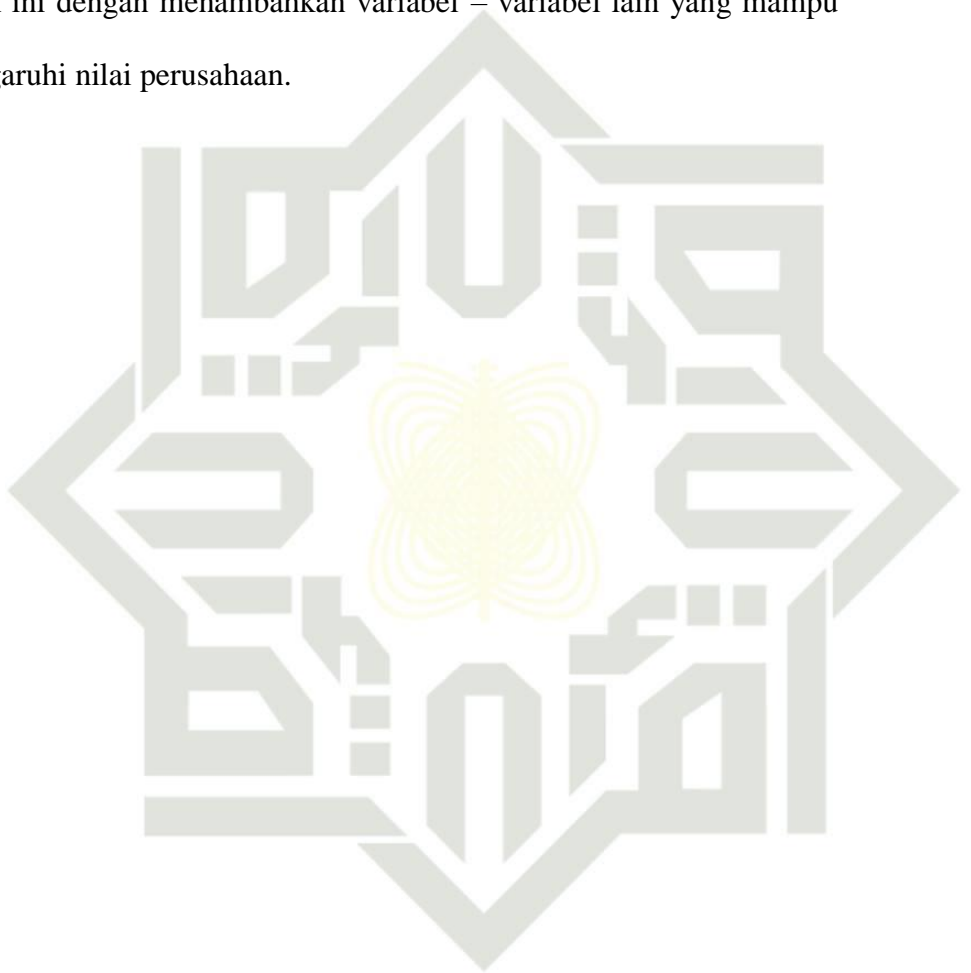 ini dengan menambahkan variabel – variabel lain yang mampu
garuhi nilai perusahaan.